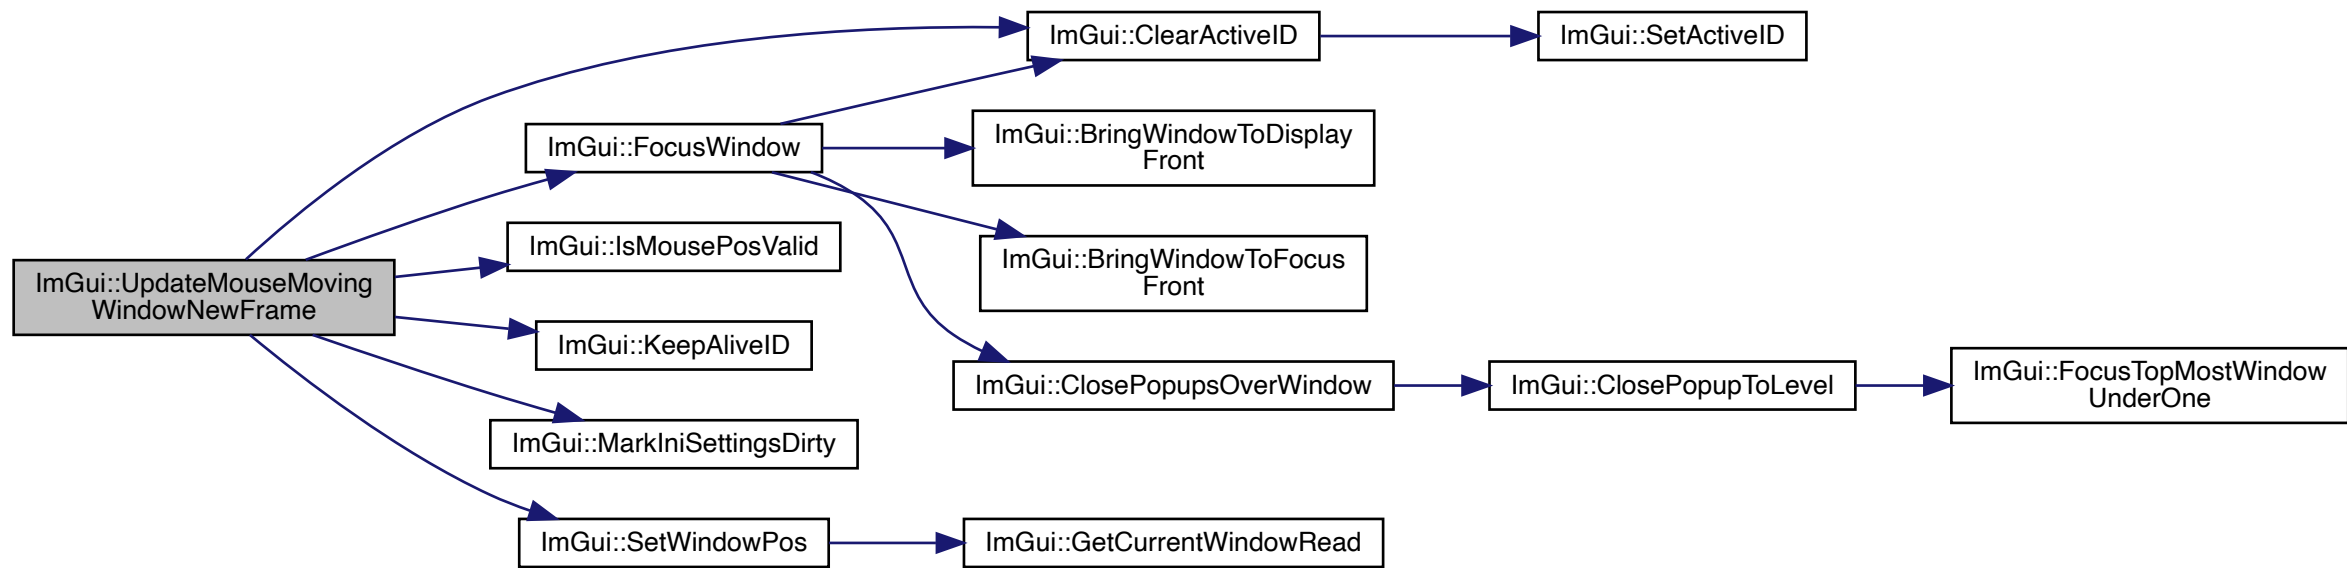 ImGui::UpdateMouseMoving
WindowNewFrame
ImGui::ClearActiveID
ImGui::SetActiveID
ImGui::FocusWindow
ImGui::BringWindowToDisplay
Front
ImGui::BringWindowToFocus
Front
ImGui::ClosePopupsOverWindow
ImGui::ClosePopupToLevel
ImGui::FocusTopMostWindow
UnderOne
ImGui::IsMousePosValid
ImGui::KeepAliveID
ImGui::MarkIniSettingsDirty
ImGui::SetWindowPos
ImGui::GetCurrentWindowRead